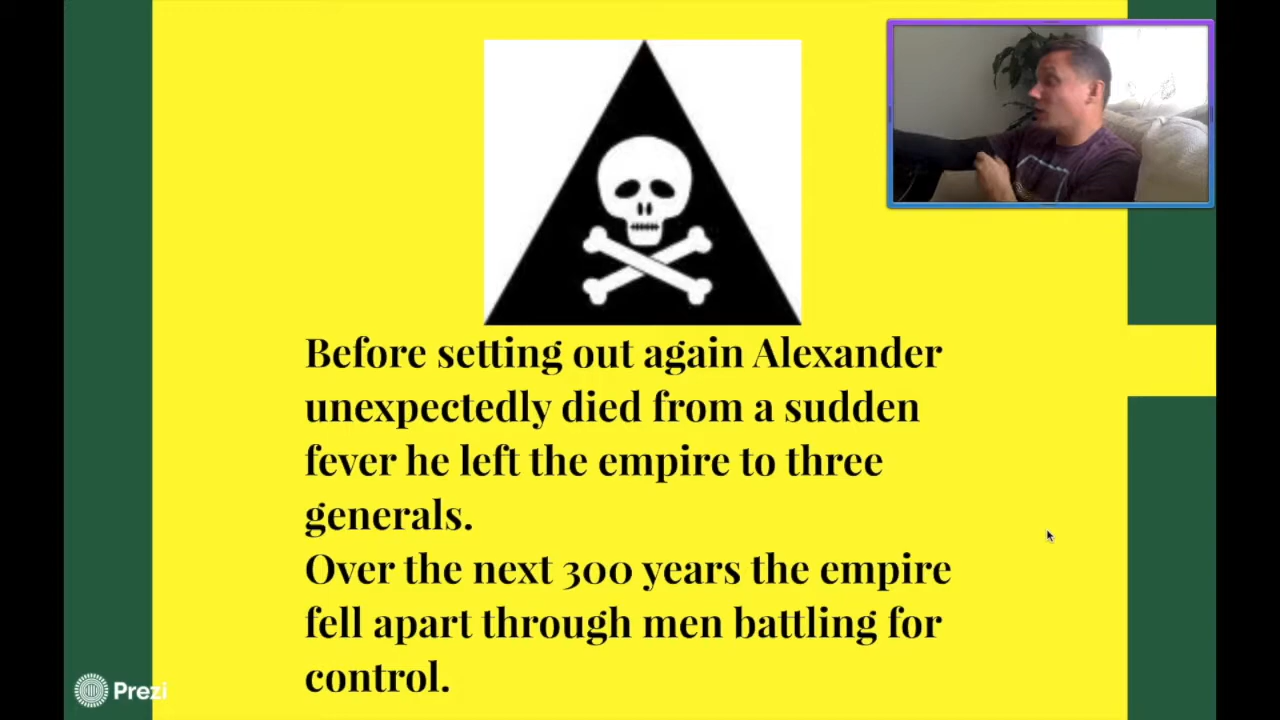 Before setting out again Alexander
unexpectedly died from a sudden
fever he left the empire to three
generals.
Over the next 300 years the empire
fell apart through men battling for
control.
Prezi